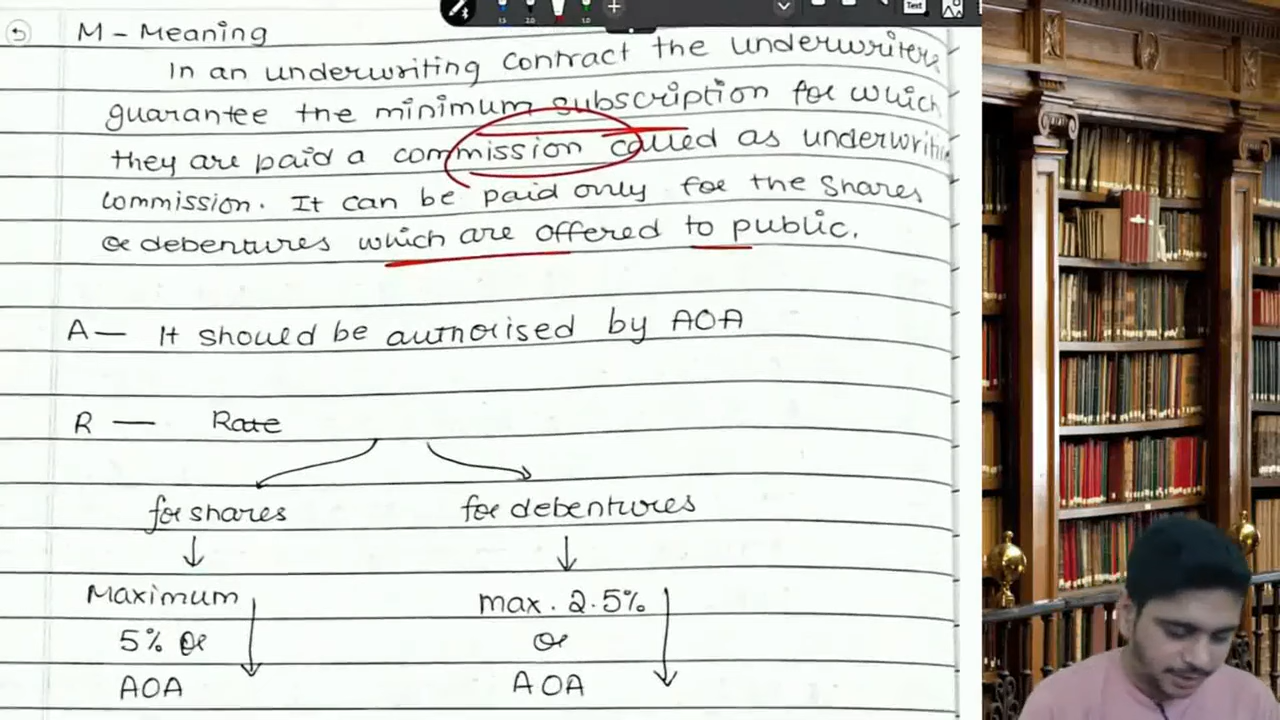 M - Meaning
In an underwriting contract the underwriters
guarantee the minimum subscription for which
they are paid a commission called as underwriting
commission. It can be paid only for the shares
or debentures which are offered to public.
A — It should be authorised by AOA
R — Rate
for shares for debentures
Maximum max. 2.5%
5% or or
AOA AOA
Text